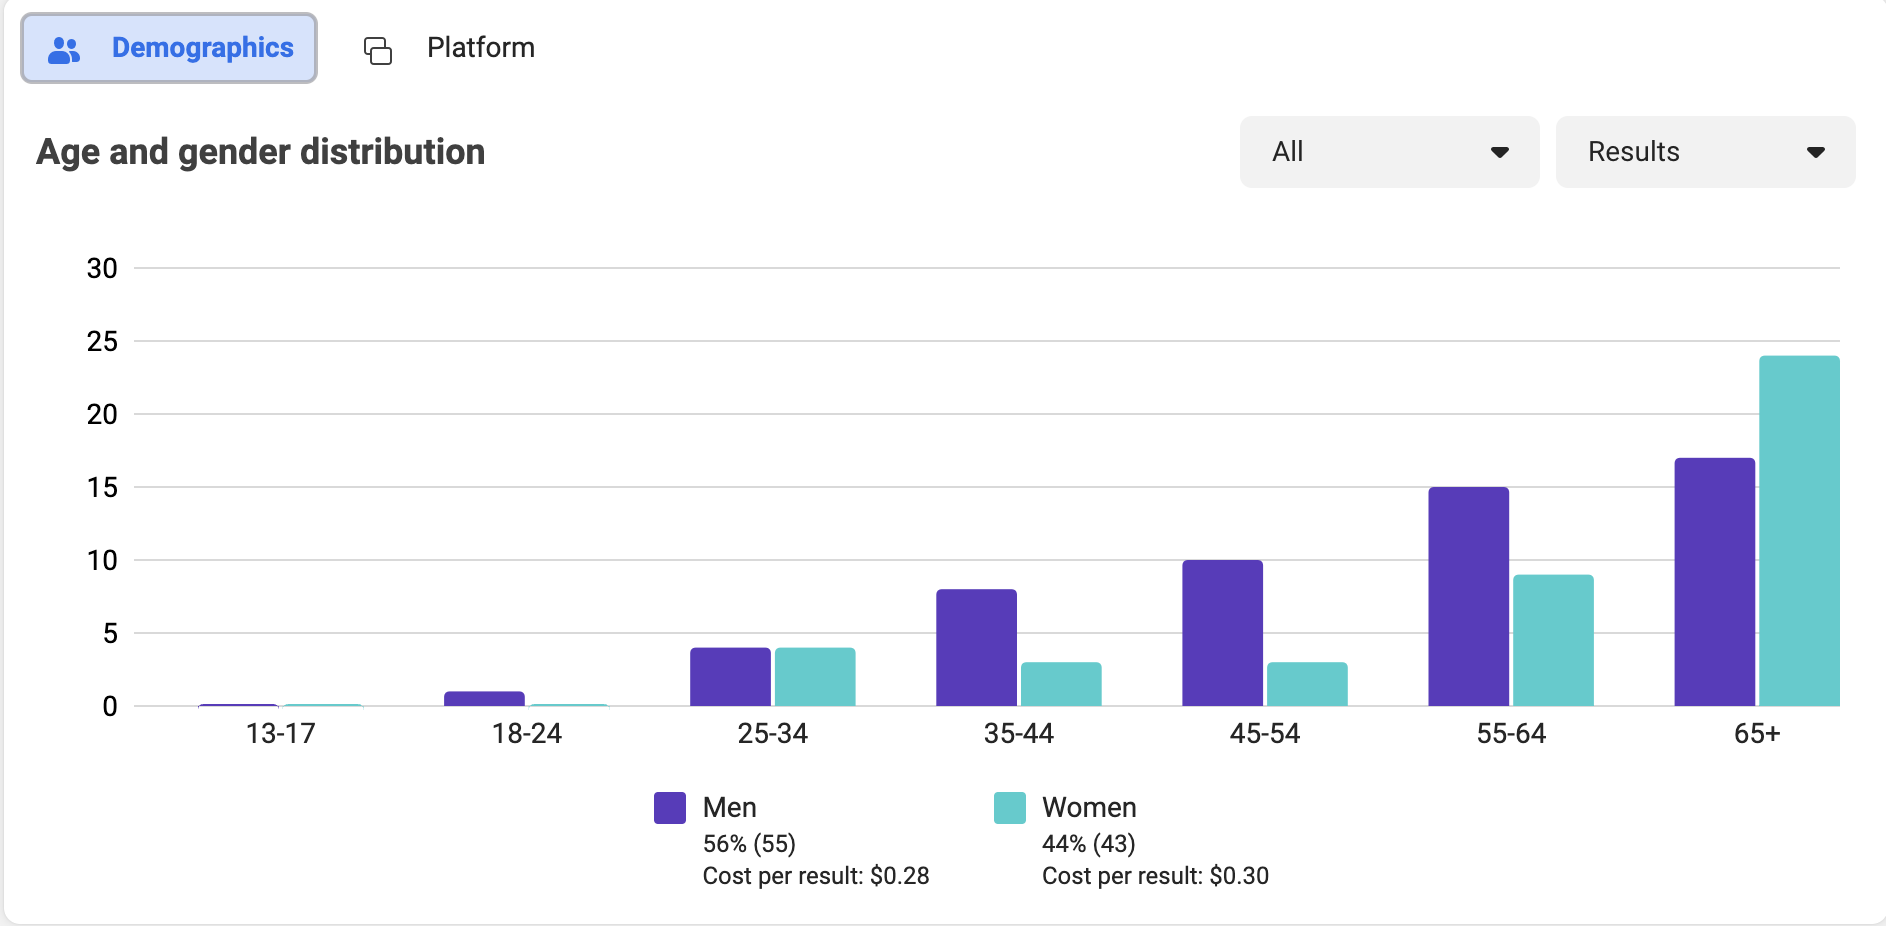 Demographics Platform
Age and gender distribution All Results
30
25
20
15
10
5
0
13-17 18-24 25-34 35-44 45-54 55-64 65+
Men Women
56% (55) 44% (43)
Cost per result: $0.28 Cost per result: $0.30